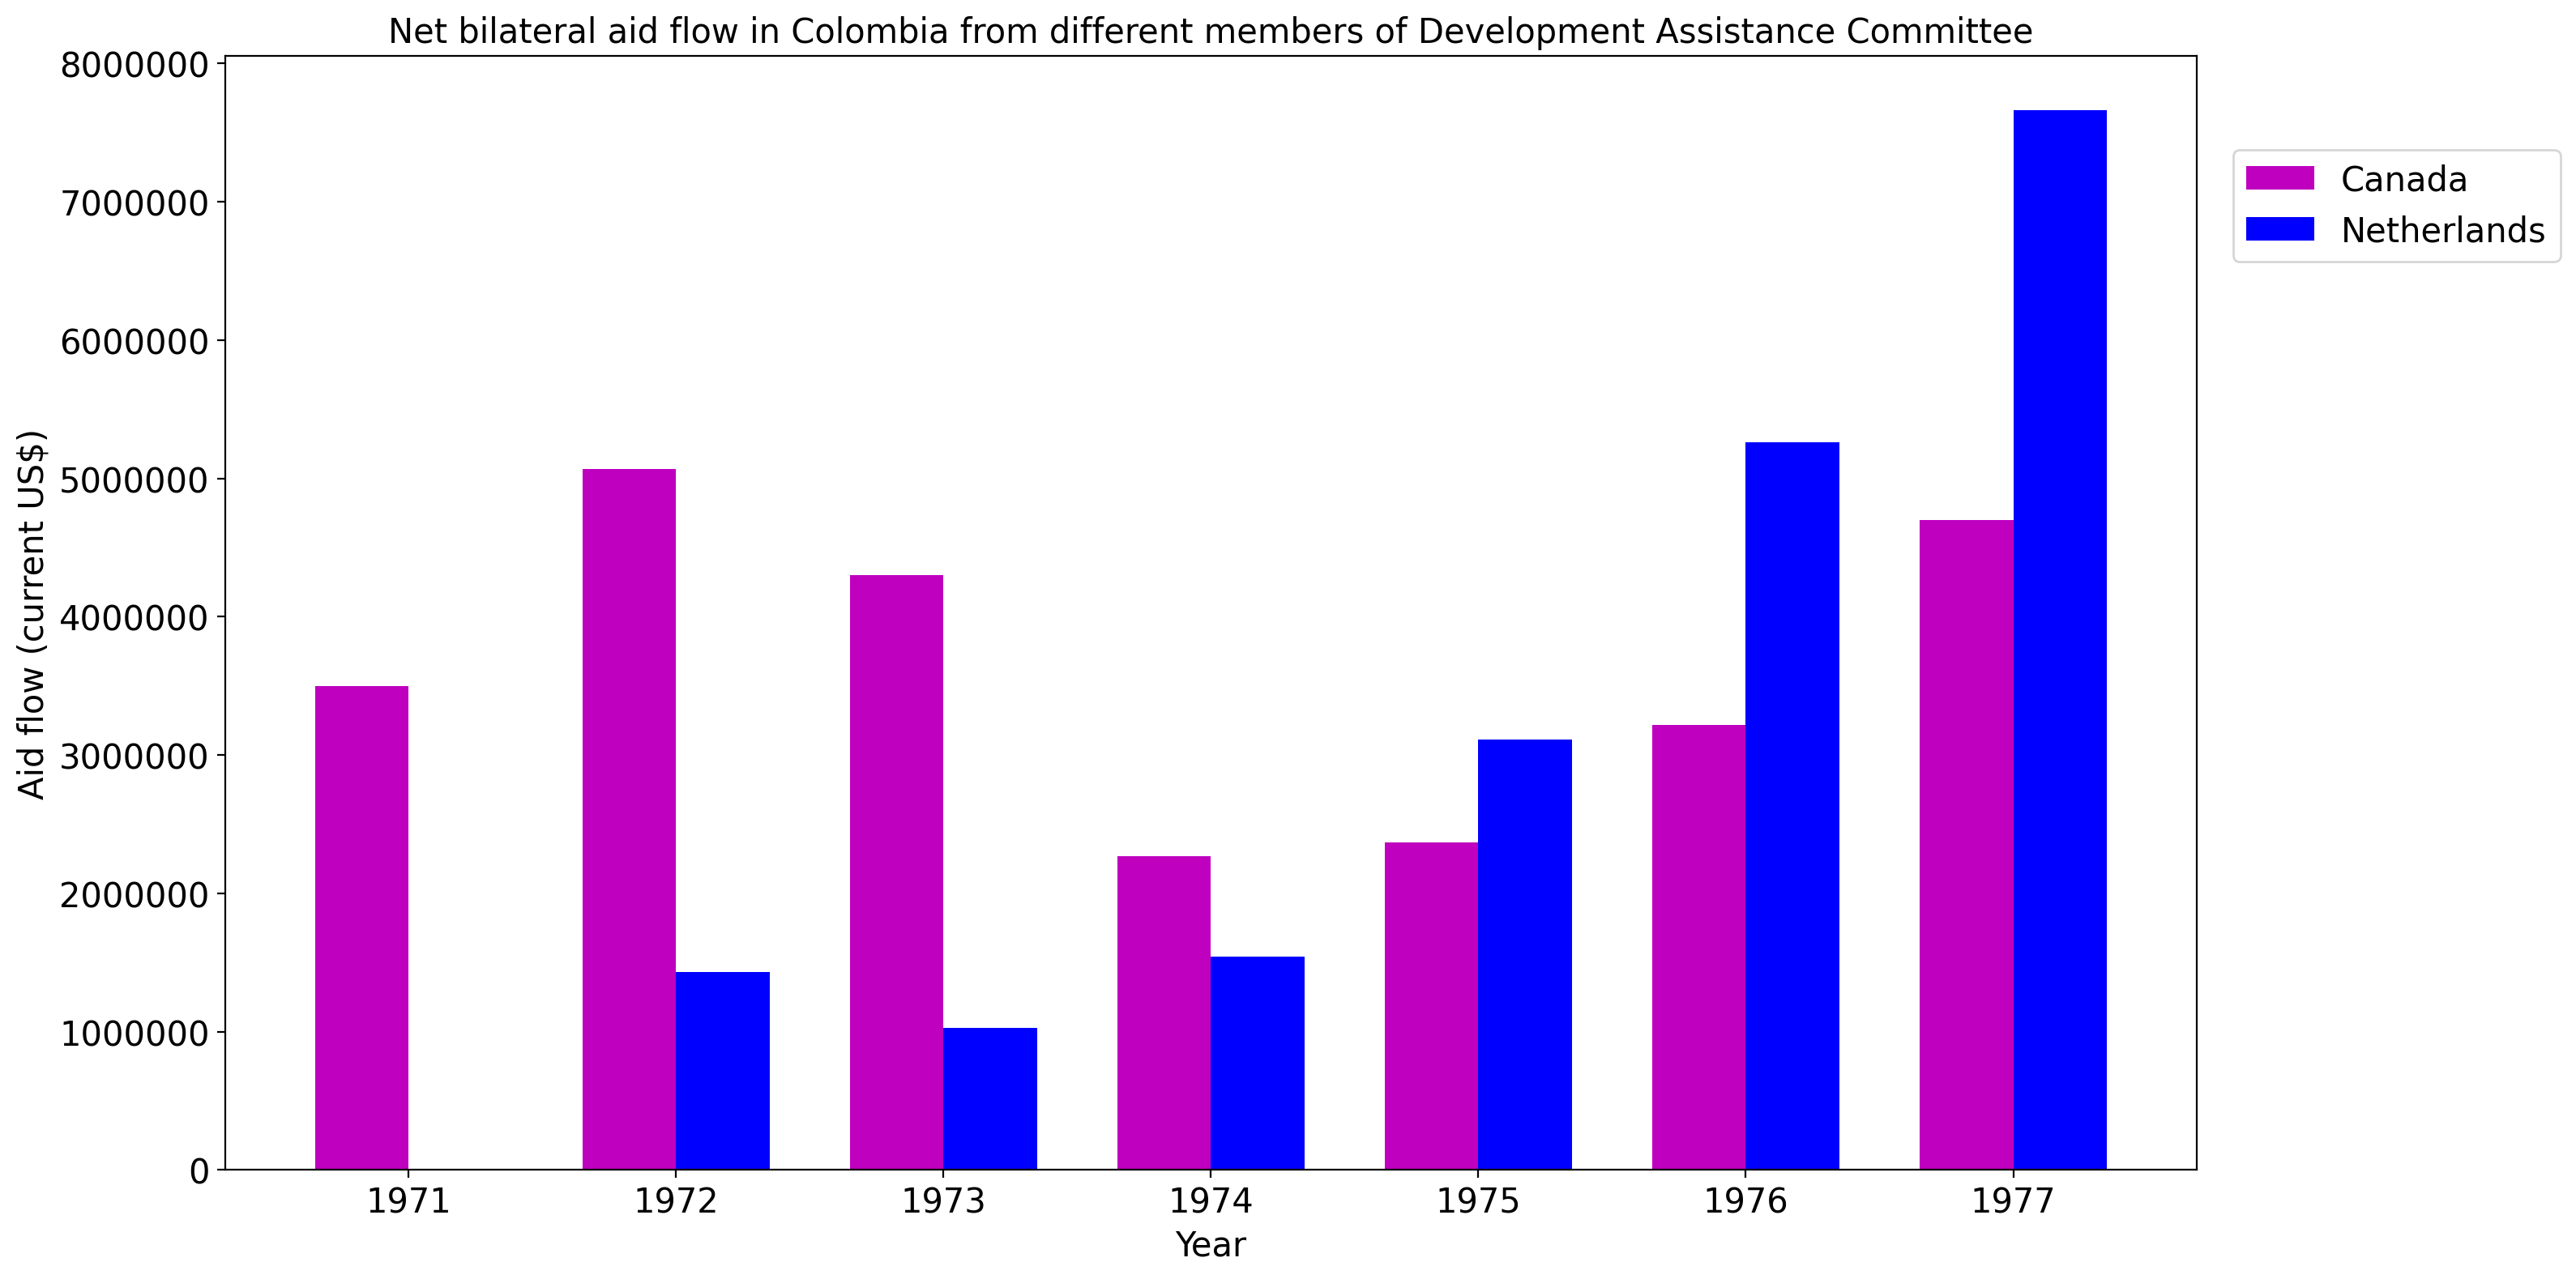 Net bilateral aid flow in Colombia from different members of Development Assistance Committee
8000000
7000000
6000000
5000000
4000000
3000000
2000000
1000000
0
Aid flow (current US$)
1971 1972 1973 1974 1975 1976 1977
Year
Canada
Netherlands